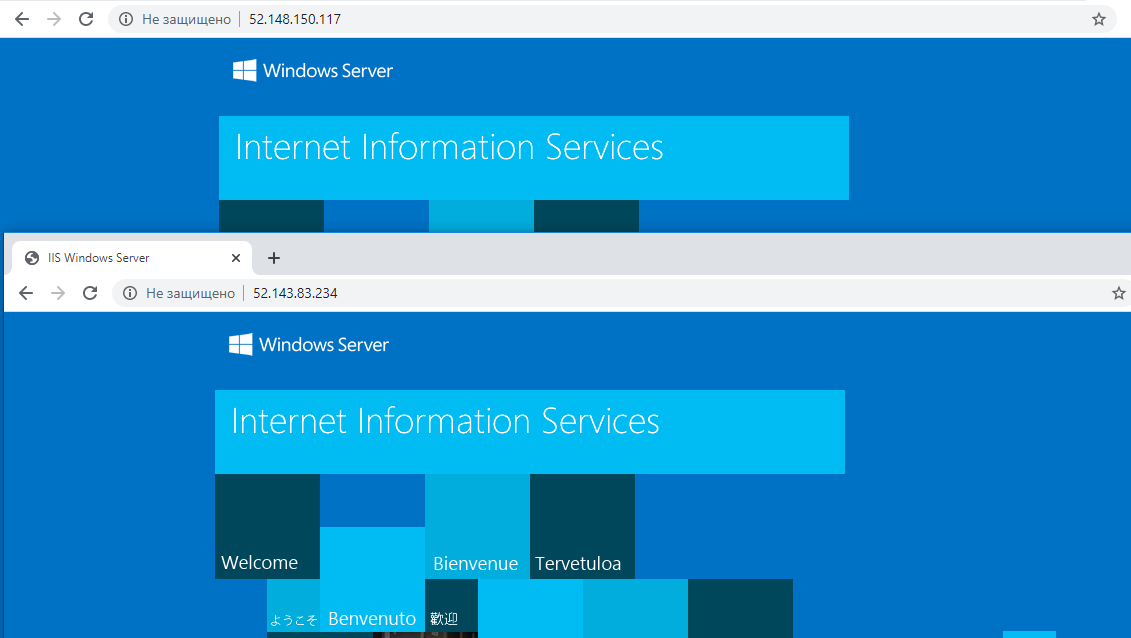 Не защищено 52.148.150.117
Windows Server
Internet Information Services
IIS Windows Server
Не защищено 52.143.83.234
Windows Server
Internet Information Services
Welcome
Bienvenue
Tervetuloa
ようこそ
Benvenuto
歡迎